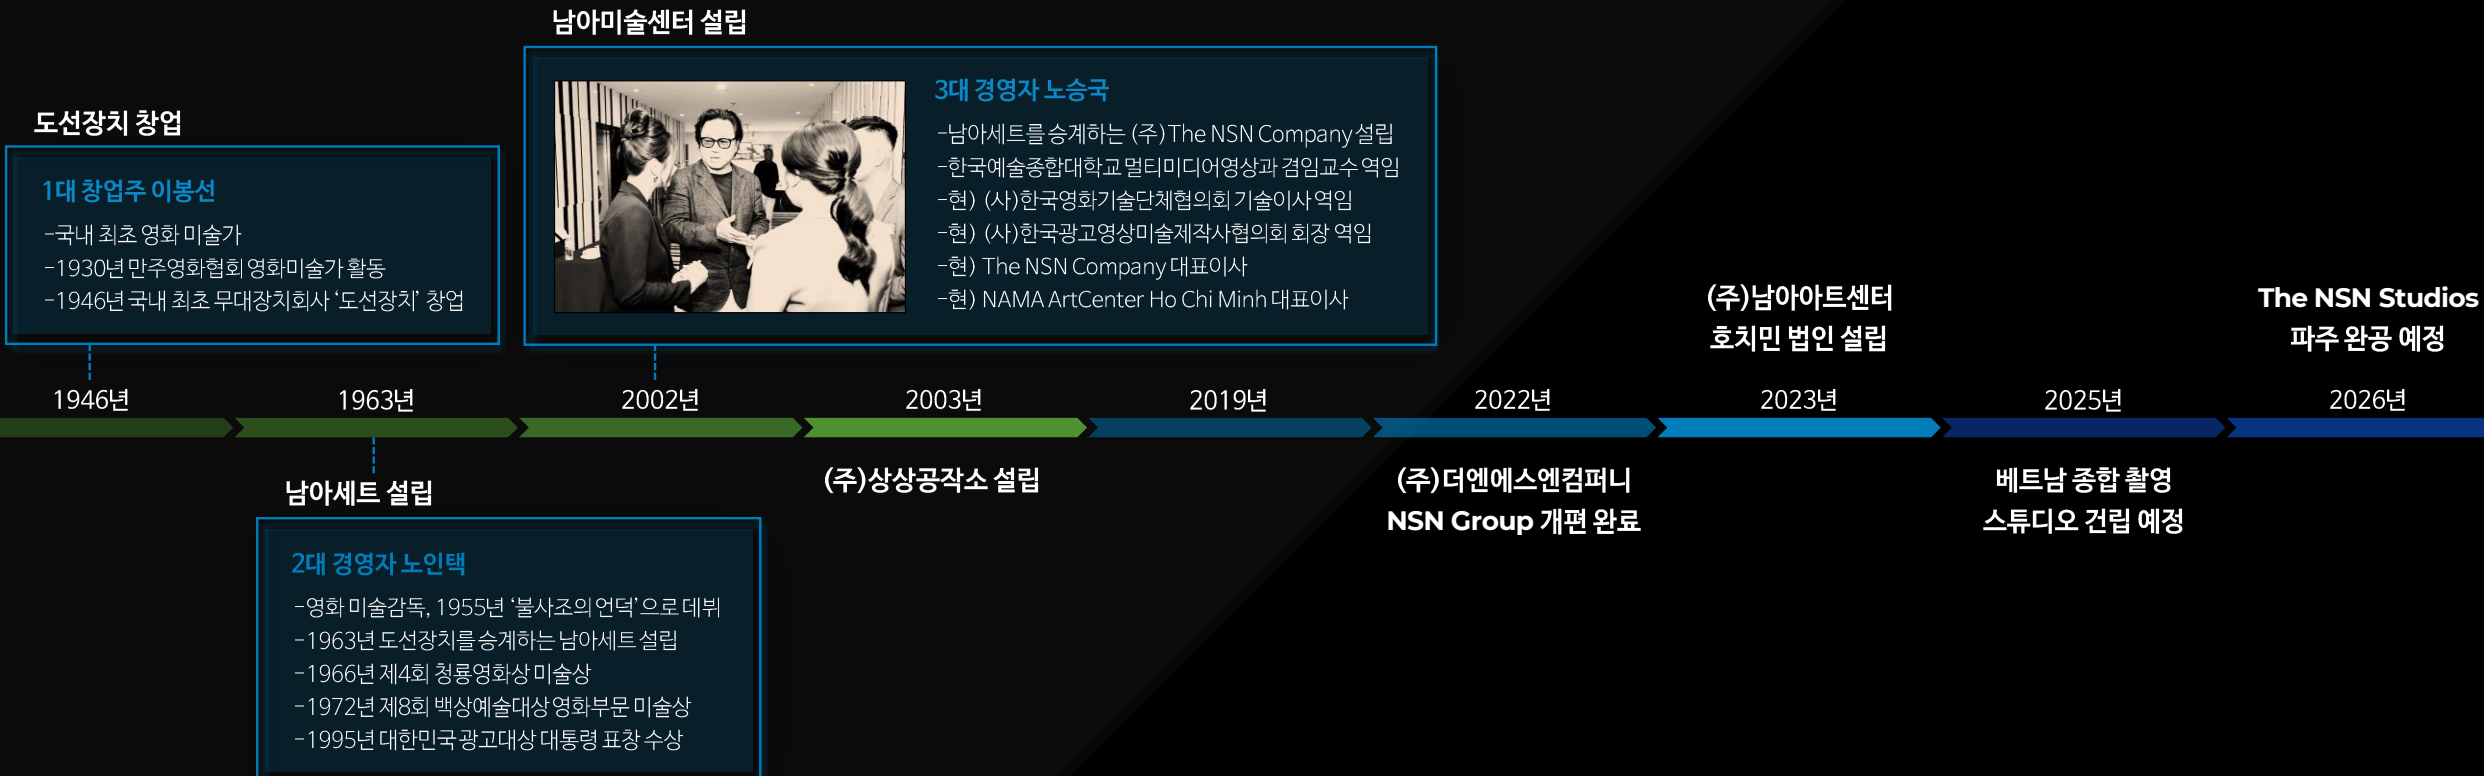 남아미술센터 설립
3대 경영자 노승국
-남아세트를 승계하는 (주)The NSN Company 설립
-한국예술종합대학교 멀티미디어영상과 겸임교수 역임
-현) (사)한국영화기술단체협의회 기술이사 역임
-현) (사)한국광고영상미술제작사협의회 회장 역임
-현) The NSN Company 대표이사
-현) NAMA ArtCenter Ho Chi Minh 대표이사
도선장치 창업
1대 창업주 이봉선
-국내 최초 영화 미술가
-1930년 만주영화협회 영화미술가 활동
-1946년 국내 최초 무대장치회사 ‘도선장치’ 창업
(주)남아아트센터
호치민 법인 설립
The NSN Studios
파주 완공 예정
1946년
1963년
2002년
2003년
2019년
2022년
2023년
2025년
2026년
남아세트 설립
2대 경영자 노인택
-영화 미술감독, 1955년 ‘불사조의 언덕’으로 데뷔
-1963년 도선장치를 승계하는 남아세트 설립
-1966년 제4회 청룡영화상 미술상
-1972년 제8회 백상예술대상 영화부문 미술상
-1995년 대한민국 광고대상 대통령 표창 수상
(주)상상공작소 설립
(주)더엔에스엔컴퍼니
NSN Group 개편 완료
베트남 종합 촬영
스튜디오 건립 예정